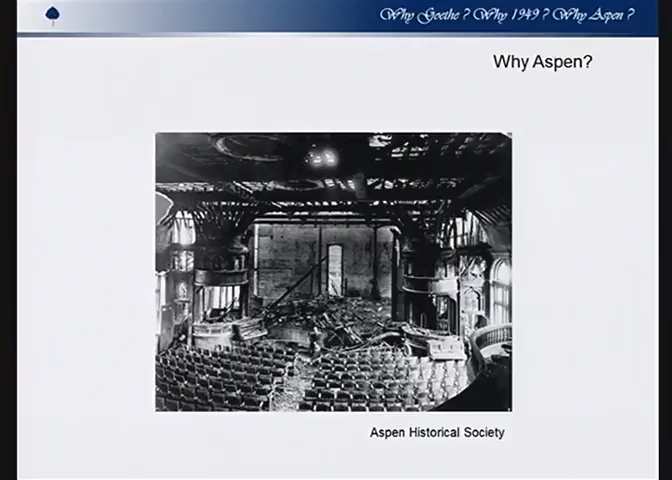 Why Goethe ? Why 1949 ? Why Aspen ?
Why Aspen?
Aspen Historical Society